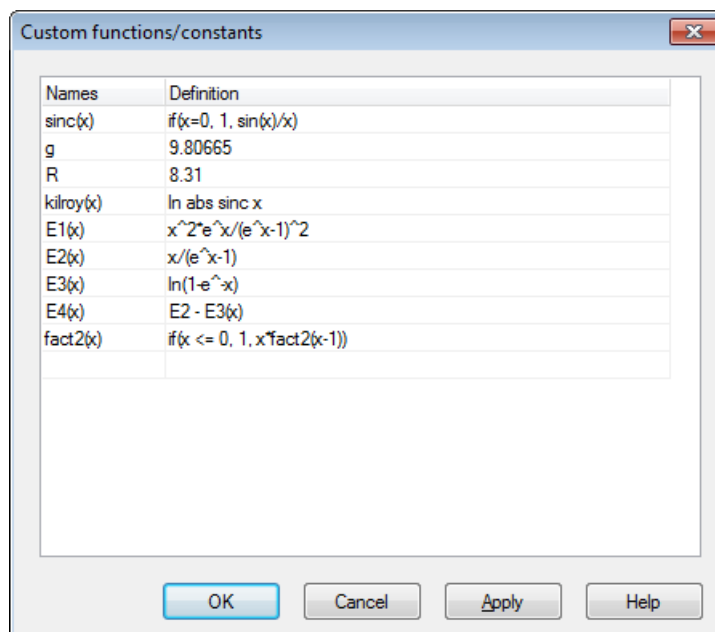 Custom functions/constants
Names Definition
sinc(x) if(x=0, 1, sin(x)/x)
g 9.80665
R 8.31
kilroy(x) ln abs sinc x
E1(x) x^2*e^x/(e^x-1)^2
E2(x) x/(e^x-1)
E3(x) ln(1-e^-x)
E4(x) E2 - E3(x)
fact2(x) if(x <= 0, 1, x*fact2(x-1))
OK Cancel Apply Help